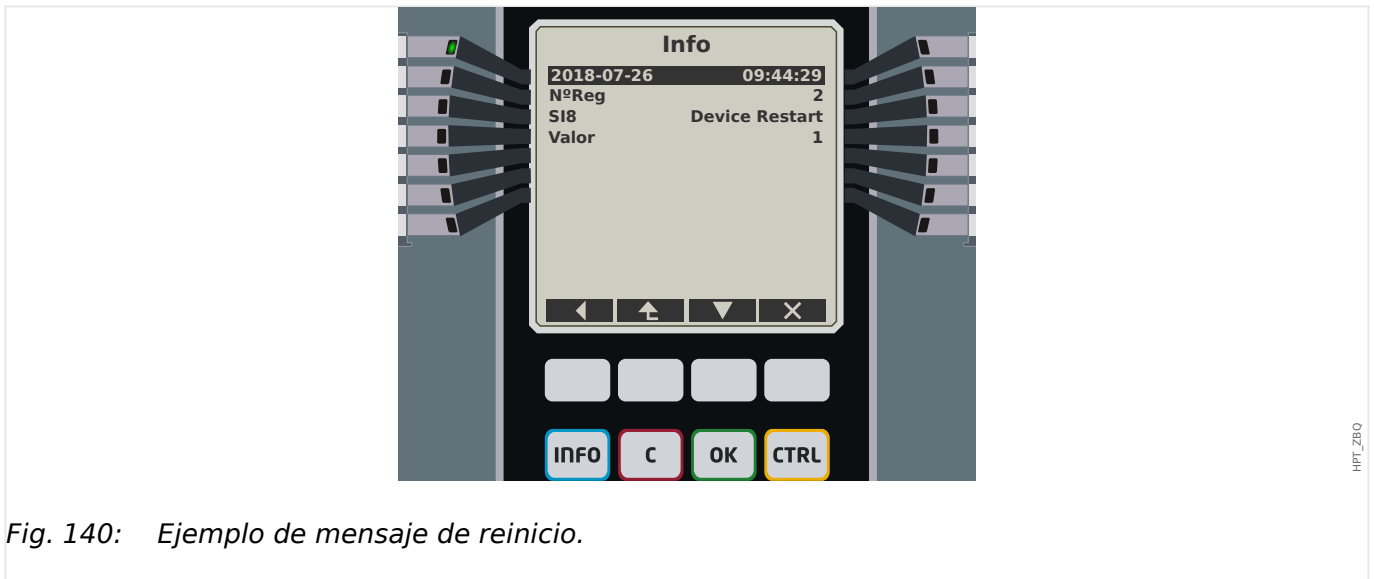 Info
2018-07-26 09:44:29
NºReg 2
SI8 Device Restart
Valor 1
INFO C OK CTRL
HPT_ZBQ
Fig. 140: Ejemplo de mensaje de reinicio.